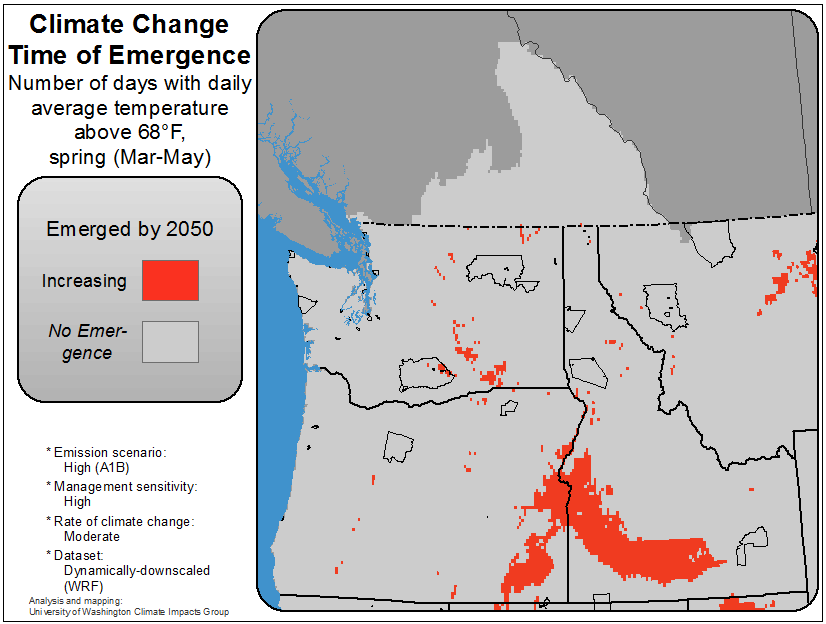 Climate Change
Time of Emergence
Number of days with daily
average temperature
above 68°F,
spring (Mar-May)
Emerged by 2050
Increasing
No Emer-
gence
* Emission scenario:
High (A1B)
* Management sensitivity:
High
* Rate of climate change:
Moderate
* Dataset:
Dynamically-downscaled
(WRF)
Analysis and mapping:
University of Washington Climate Impacts Group